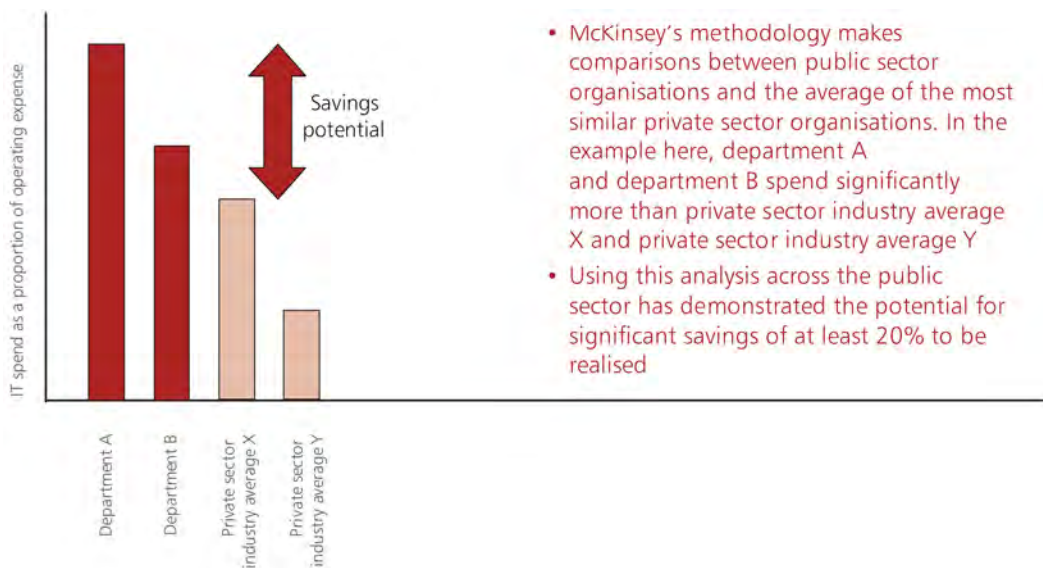 IT spend as a proportion of operating expense
Savings
potential
Department A
Department B
Private sector
industry average X
Private sector
industry average Y
• McKinsey's methodology makes
comparisons between public sector
organisations and the average of the most
similar private sector organisations. In the
example here, department A
and department B spend significantly
more than private sector industry average
X and private sector industry average Y
• Using this analysis across the public
sector has demonstrated the potential for
significant savings of at least 20% to be
realised